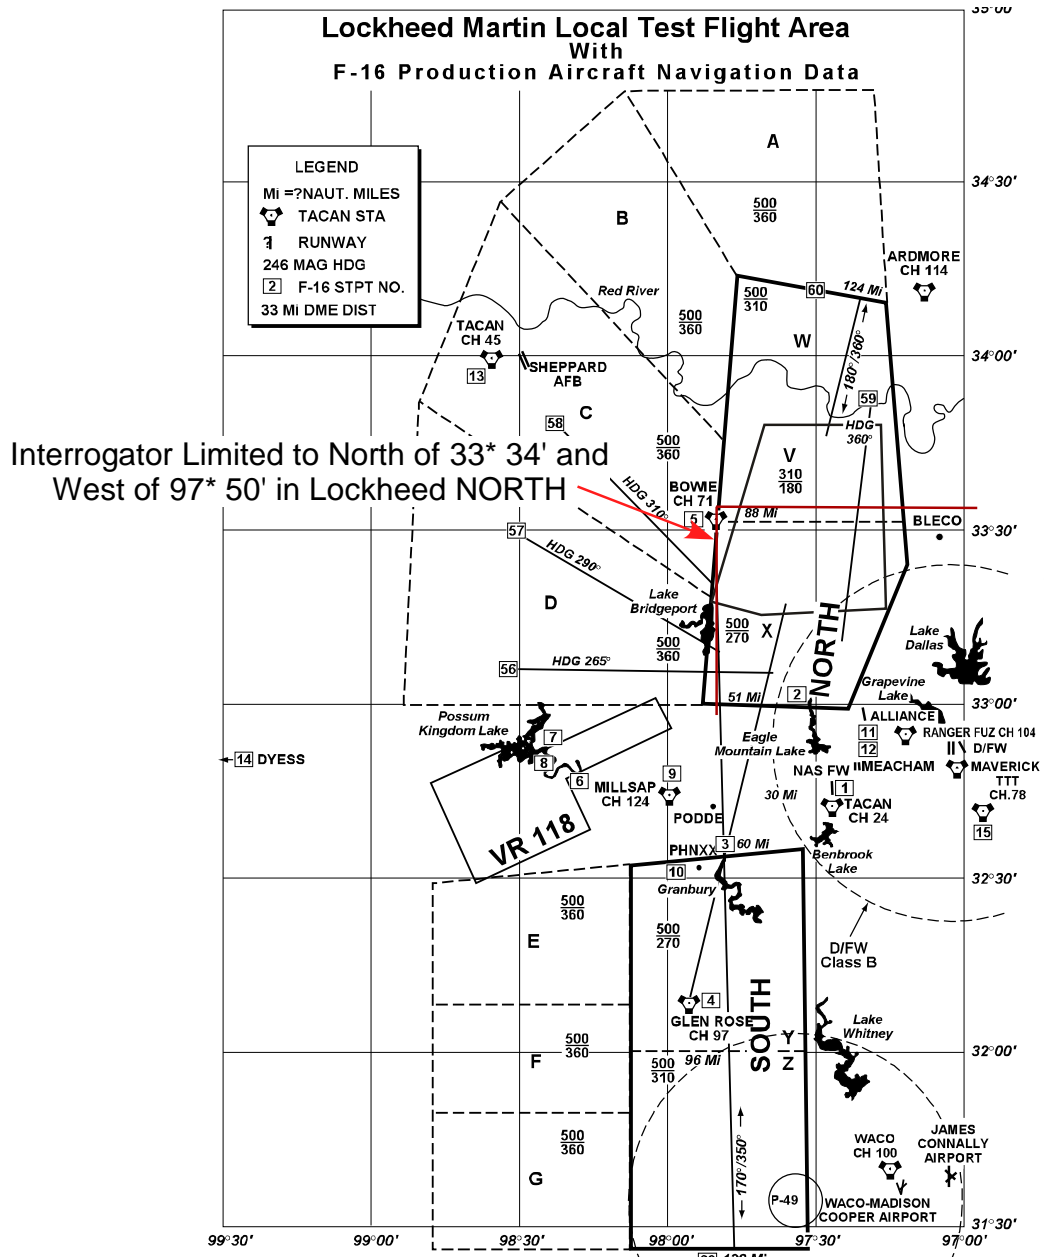 35°00'
Lockheed Martin Local Test Flight Area
With
F-16 Production Aircraft Navigation Data
LEGEND
Mi =?NAUT. MILES
TACAN STA
RUNWAY
246 MAG HDG
2 F-16 STPT NO.
33 Mi DME DIST
A
34°30'
500
360
B
ARDMORE
CH 114
Red River
500
310
60
124 Mi
500
360
TACAN
CH 45
W
180°/360°
34°00'
SHEPPARD
AFB
13
59
58
C
HDG
360°
500
360
Interrogator Limited to North of 33* 34' and
West of 97* 50' in Lockheed NORTH
V
310
180
BOWIE
CH 71
HDG 310°
5
88 Mi
BLECO
57
33°30'
HDG 290°
D
Lake
Bridgeport
500
270
X
NORTH
500
360
Lake
Dallas
56
HDG 265°
51 Mi
2
Grapevine
Lake
33°00'
Possum
Kingdom Lake
7
ALLIANCE
11
RANGER FUZ CH 104
Eagle
Mountain Lake
12
D/FW
14 DYESS
8
MEACHAM
MAVERICK
TTT
CH.78
6
9
MILLSAP
CH 124
NAS FW
1
30 Mi
TACAN
CH 24
PODDE
15
VR 118
PHNXX
3
60 Mi
Benbrook
Lake
10
Granbury
32°30'
500
360
E
500
270
D/FW
Class B
4
GLEN ROSE
CH 97
SOUTH
Lake
Whitney
500
360
F
Y
Z
96 Mi
32°00'
500
310
500
360
G
170°/350°
WACO
CH 100
JAMES
CONNALLY
AIRPORT
P-49
WACO-MADISON
COOPER AIRPORT
31°30'
99°30'
99°00'
98°30'
98°00'
97°30'
97°00'